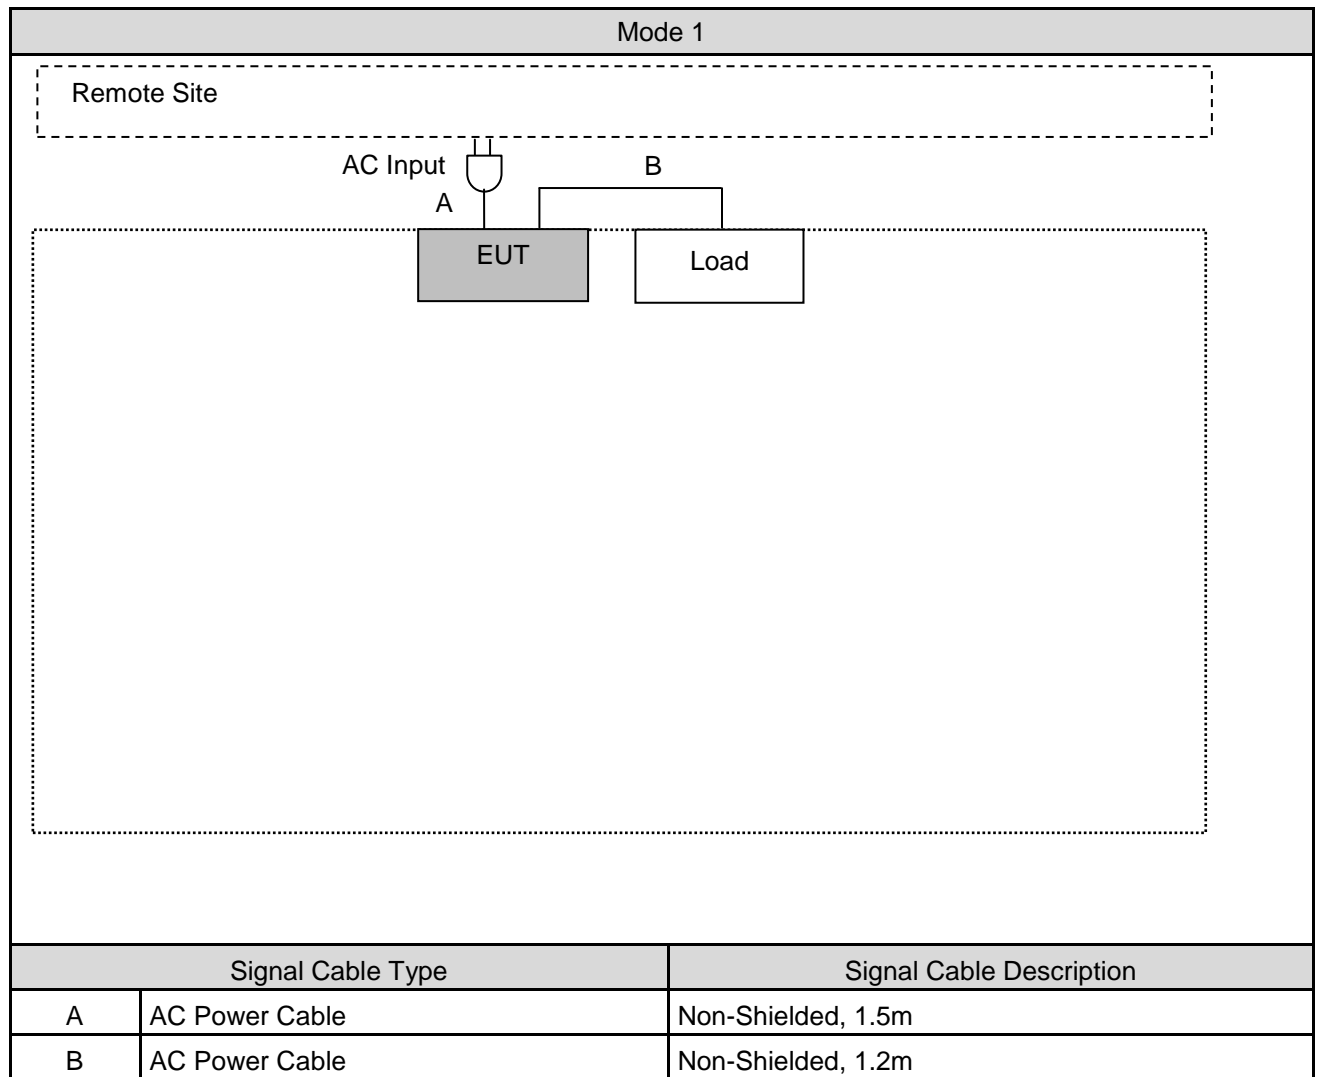 Mode 1
Remote Site
AC Input
B
A
EUT
Load
Signal Cable Type Signal Cable Description
A AC Power Cable Non-Shielded, 1.5m
B AC Power Cable Non-Shielded, 1.2m